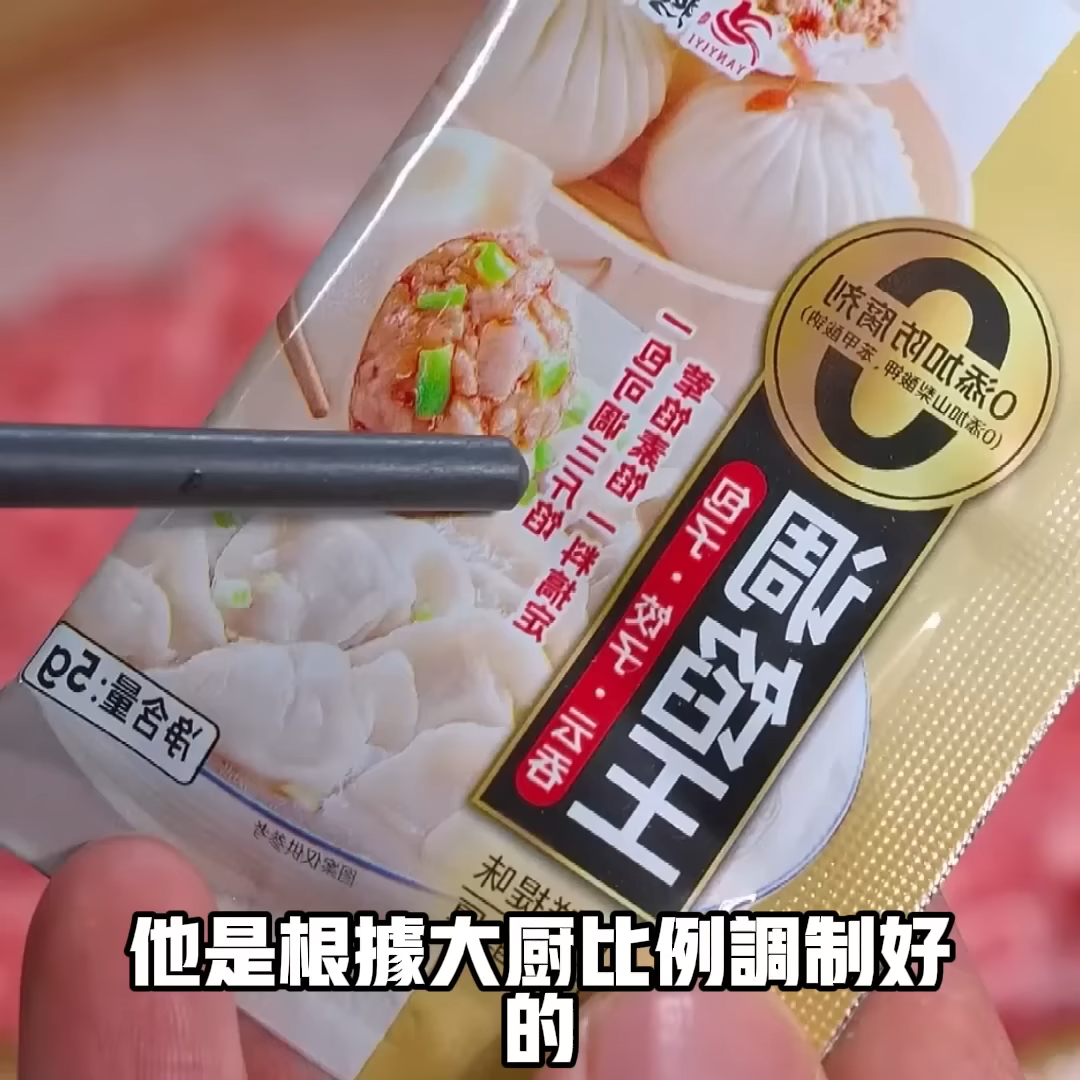 YANYIYI
0添加防腐剂
(0添加山梨酸钾,苯甲酸钠)
荤馅素馅 一料搞定
一包可调三斤馅
调馅王
包子·饺子·云吞
净含量:5g
图案仅供参考
他是根據大厨比例調制好
的